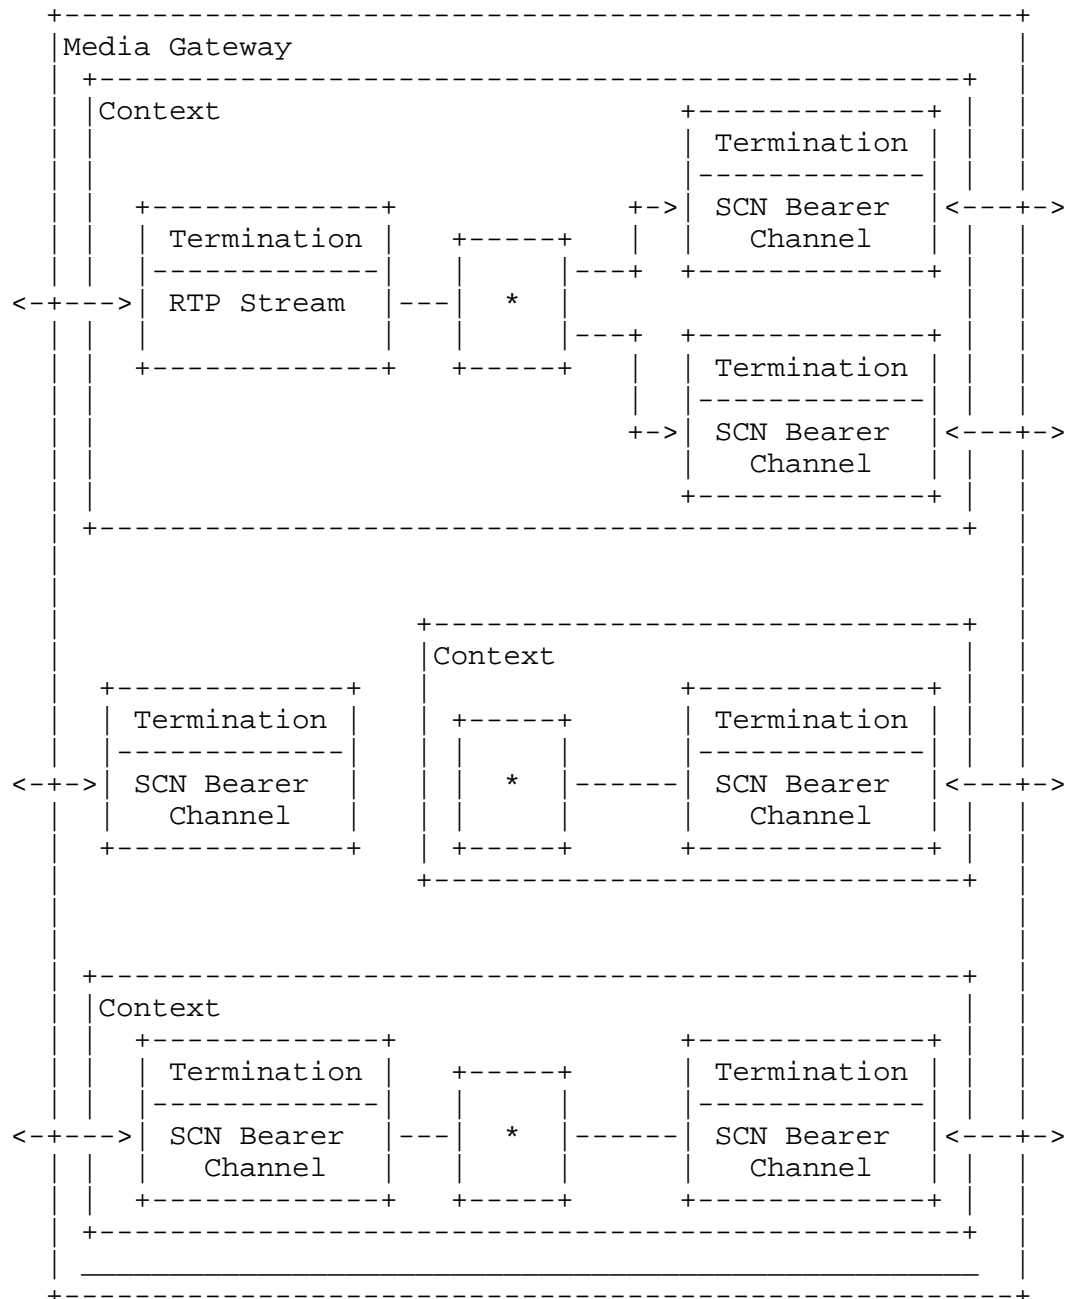 Media Gateway
Context
Termination
SCN Bearer
Channel
Termination
RTP Stream
*
Termination
SCN Bearer
Channel
Context
Termination
SCN Bearer
Channel
*
Termination
SCN Bearer
Channel
Context
Termination
SCN Bearer
Channel
*
Termination
SCN Bearer
Channel